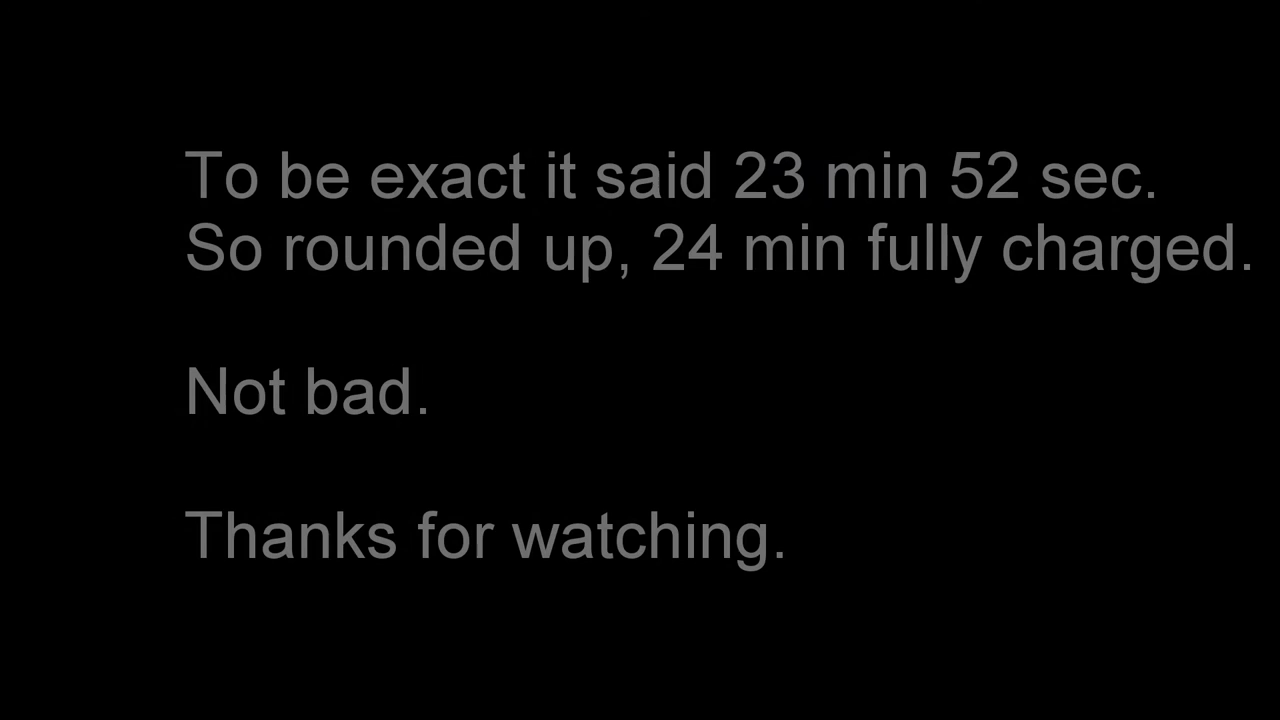 To be exact it said 23 min 52 sec.
So rounded up, 24 min fully charged.
Not bad.
Thanks for watching.